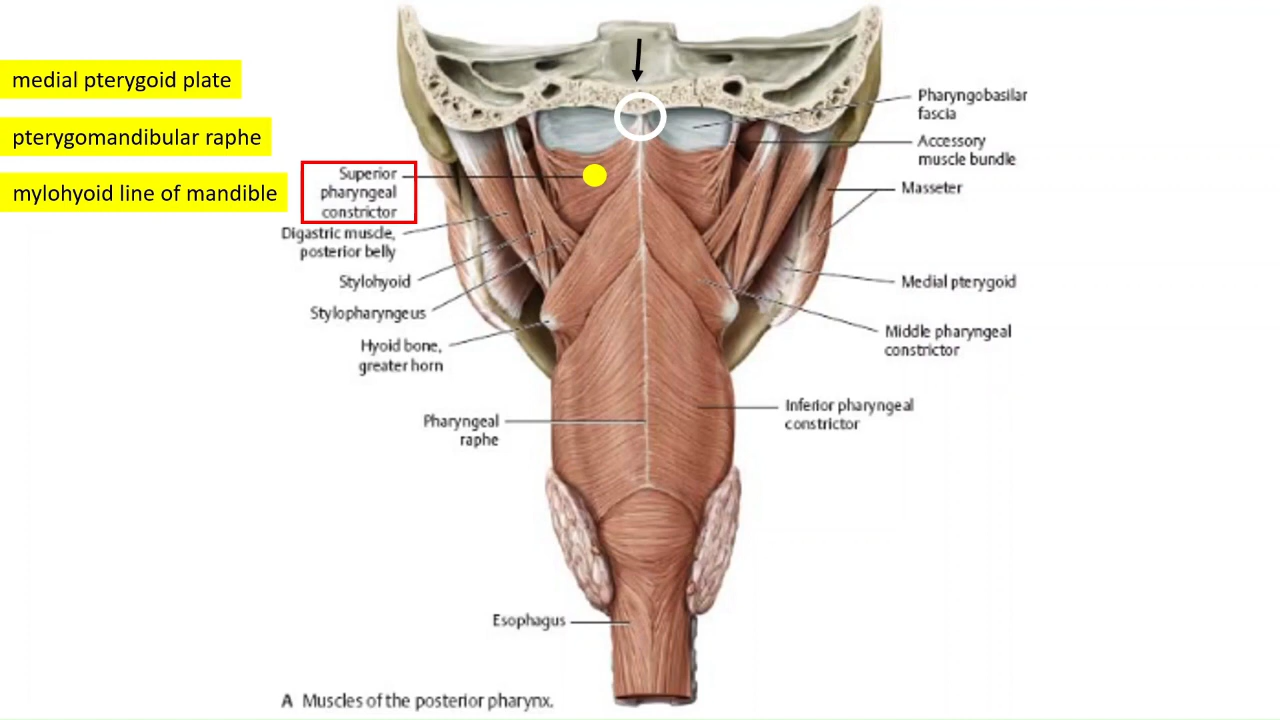 medial pterygoid plate
pterygomandibular raphe
mylohyoid line of mandible
Superior
pharyngeal
constrictor
Digastric muscle,
posterior belly
Stylohyoid
Stylopharyngeus
Hyoid bone,
greater horn
Pharyngeal
raphe
Esophagus
Pharyngobasilar
fascia
Accessory
muscle bundle
Masseter
Medial pterygoid
Middle pharyngeal
constrictor
Inferior pharyngeal
constrictor
A Muscles of the posterior pharynx.